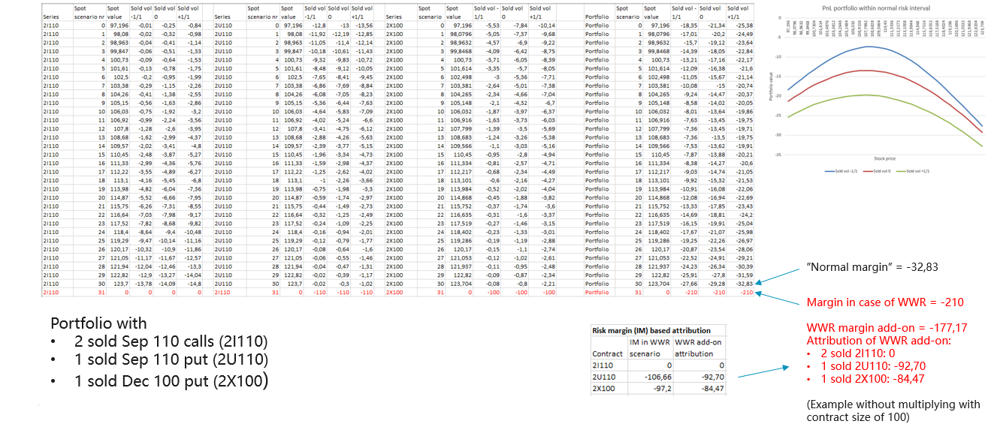 PnL portfolio within normal risk interval
Spot Spot Sold vol Sold vol Sold vol Spot Spot Sold vol Sold vol Sold vol Spot Spot Sold vol - Sold vol Sold vol Spot Spot Sold vol - Sold vol Sold vol
Series scenario nr value -1/1 0 +1/1 Series scenario nr value -1/1 0 +1/1 Series scenario nr value 1/1 0 +1/1 Portfolio scenario value 1/1 0 +1/1
2I110 0 97,196 -0,01 -0,25 -0,84 2U110 0 97,196 -12,8 -13 -13,56 2X100 0 97,196 -5,53 -7,84 -10,14 Portfolio 0 97,196 -18,35 -21,34 -25,38
2I110 1 98,08 -0,02 -0,32 -0,98 2U110 1 98,08 -11,92 -12,19 -12,85 2X100 1 98,0796 -5,05 -7,37 -9,68 Portfolio 1 98,0796 -17,01 -20,2 -24,49
2I110 2 98,963 -0,04 -0,41 -1,14 2U110 2 98,963 -11,05 -11,4 -12,14 2X100 2 98,9632 -4,57 -6,9 -9,22 Portfolio 2 98,9632 -15,7 -19,12 -23,64
2I110 3 99,847 -0,06 -0,51 -1,33 2U110 3 99,847 -10,18 -10,61 -11,43 2X100 3 99,8468 -4,09 -6,42 -8,75 Portfolio 3 99,8468 -14,39 -18,05 -22,84
2I110 4 100,73 -0,09 -0,64 -1,53 2U110 4 100,73 -9,32 -9,83 -10,72 2X100 4 100,73 -3,71 -6,05 -8,39 Portfolio 4 100,73 -13,21 -17,16 -22,17
2I110 5 101,61 -0,13 -0,78 -1,75 2U110 5 101,61 -8,48 -9,12 -10,05 2X100 5 101,614 -3,35 -5,7 -8,05 Portfolio 5 101,614 -12,09 -16,38 -21,6
2I110 6 102,5 -0,2 -0,95 -1,99 2U110 6 102,5 -7,65 -8,41 -9,45 2X100 6 102,498 -3 -5,36 -7,71 Portfolio 6 102,498 -11,05 -15,67 -21,14
2I110 7 103,38 -0,29 -1,15 -2,26 2U110 7 103,38 -6,86 -7,69 -8,84 2X100 7 103,381 -2,64 -5,01 -7,38 Portfolio 7 103,381 -10,08 -15 -20,74
2I110 8 104,26 -0,41 -1,38 -2,55 2U110 8 104,26 -6,08 -7,05 -8,23 2X100 8 104,265 -2,34 -4,66 -7,04 Portfolio 8 104,265 -9,24 -14,47 -20,37
2I110 9 105,15 -0,56 -1,63 -2,86 2U110 9 105,15 -5,36 -6,44 -7,63 2X100 9 105,148 -2,1 -4,32 -6,7 Portfolio 9 105,148 -8,58 -14,02 -20,05
2I110 10 106,03 -0,75 -1,92 -3,2 2U110 10 106,03 -4,64 -5,83 -7,09 2X100 10 106,032 -1,87 -3,97 -6,37 Portfolio 10 106,032 -8,01 -13,64 -19,86
2I110 11 106,92 -0,99 -2,24 -3,56 2U110 11 106,92 -4,02 -5,24 -6,6 2X100 11 106,916 -1,63 -3,73 -6,03 Portfolio 11 106,916 -7,63 -13,45 -19,75
2I110 12 107,8 -1,28 -2,6 -3,95 2U110 12 107,8 -3,41 -4,75 -6,12 2X100 12 107,799 -1,39 -3,5 -5,69 Portfolio 12 107,799 -7,36 -13,45 -19,71
2I110 13 108,68 -1,62 -2,99 -4,37 2U110 13 108,68 -2,88 -4,26 -5,63 2X100 13 108,683 -1,24 -3,26 -5,38 Portfolio 13 108,683 -7,36 -13,5 -19,75
2I110 14 109,57 -2,02 -3,41 -4,8 2U110 14 109,57 -2,39 -3,77 -5,15 2X100 14 109,566 -1,1 -3,03 -5,16 Portfolio 14 109,566 -7,53 -13,62 -19,91
2I110 15 110,45 -2,48 -3,87 -5,27 2U110 15 110,45 -1,96 -3,34 -4,73 2X100 15 110,45 -0,95 -2,8 -4,94 Portfolio 15 110,45 -7,87 -13,88 -20,21
2I110 16 111,33 -2,99 -4,36 -5,76 2U110 16 111,33 -1,59 -2,98 -4,37 2X100 16 111,334 -0,81 -2,57 -4,71 Portfolio 16 111,334 -8,38 -14,27 -20,6
2I110 17 112,22 -3,55 -4,89 -6,27 2U110 17 112,22 -1,25 -2,62 -4,02 2X100 17 112,217 -0,68 -2,34 -4,49 Portfolio 17 112,217 -9,03 -14,74 -21,05
2I110 18 113,1 -4,16 -5,45 -6,8 2U110 18 113,1 -1 -2,26 -3,66 2X100 18 113,101 -0,6 -2,16 -4,27 Portfolio 18 113,101 -9,92 -15,32 -21,53
2I110 19 113,98 -4,82 -6,04 -7,36 2U110 19 113,98 -0,75 -1,98 -3,3 2X100 19 113,984 -0,52 -2,02 -4,04 Portfolio 19 113,984 -10,91 -16,08 -22,06
2I110 20 114,87 -5,52 -6,66 -7,95 2U110 20 114,87 -0,59 -1,74 -2,97 2X100 20 114,868 -0,45 -1,88 -3,82 Portfolio 20 114,868 -12,08 -16,94 -22,69
2I110 21 115,75 -6,26 -7,31 -8,55 2U110 21 115,75 -0,44 -1,49 -2,73 2X100 21 115,752 -0,37 -1,74 -3,6 Portfolio 21 115,752 -13,33 -17,85 -23,43
2I110 22 116,64 -7,03 -7,98 -9,17 2U110 22 116,64 -0,32 -1,25 -2,49 2X100 22 116,635 -0,31 -1,6 -3,37 Portfolio 22 116,635 -14,69 -18,81 -24,2
2I110 23 117,52 -7,82 -8,68 -9,82 2U110 23 117,52 -0,24 -1,09 -2,25 2X100 23 117,519 -0,27 -1,46 -3,15 Portfolio 23 117,519 -16,15 -19,91 -25,04
2I110 24 118,4 -8,64 -9,4 -10,48 2U110 24 118,4 -0,16 -0,94 -2,01 2X100 24 118,402 -0,23 -1,33 -3,01 Portfolio 24 118,402 -17,67 -21,07 -25,98
2I110 25 119,29 -9,47 -10,14 -11,16 2U110 25 119,29 -0,12 -0,79 -1,77 2X100 25 119,286 -0,19 -1,19 -2,88 Portfolio 25 119,286 -19,25 -22,26 -26,97
2I110 26 120,17 -10,32 -10,9 -11,86 2U110 26 120,17 -0,08 -0,64 -1,6 2X100 26 120,17 -0,15 -1,1 -2,74 Portfolio 26 120,17 -20,87 -23,54 -28,06
2I110 27 121,05 -11,17 -11,67 -12,57 2U110 27 121,05 -0,06 -0,55 -1,46 2X100 27 121,053 -0,12 -1,02 -2,61 Portfolio 27 121,053 -22,52 -24,91 -29,21
2I110 28 121,94 -12,04 -12,46 -13,3 2U110 28 121,94 -0,04 -0,47 -1,31 2X100 28 121,937 -0,11 -0,95 -2,48 Portfolio 28 121,937 -24,23 -26,34 -30,39
2I110 29 122,82 -12,9 -13,27 -14,04 2U110 29 122,82 -0,02 -0,39 -1,17 2X100 29 122,82 -0,09 -0,87 -2,34 Portfolio 29 122,82 -25,91 -27,8 -31,59
2I110 30 123,7 -13,78 -14,09 -14,8 2U110 30 123,7 -0,02 -0,3 -1,02 2X100 30 123,704 -0,08 -0,8 -2,21 Portfolio 30 123,704 -27,66 -29,28 -32,83
2I110 31 0 0 0 0 2I110 31 0 -110 -110 -110 2X100 31 0 -100 -100 -100 Portfolio 31 0 -210 -210 -210
0
-5
-10
-15
-20
-25
-30
-35
Portfolio value
Stock price
Sold vol -1/1 Sold vol 0 Sold vol +1/1
"Normal margin" = -32,83
Margin in case of WWR = -210
WWR margin add-on = -177,17
Attribution of WWR add-on:
• 2 sold 2I110: 0
• 1 sold 2U110: -92,70
• 1 sold 2X100: -84,47
(Example without multiplying with
contract size of 100)
Portfolio with
• 2 sold Sep 110 calls (2I110)
• 1 sold Sep 110 put (2U110)
• 1 sold Dec 100 put (2X100)
Risk margin (IM) based attribution
IM in WWR WWR add-on
Contract scenario attribution
2I110 0 0
2U110 -106,66 -92,70
2X100 -97,2 -84,47